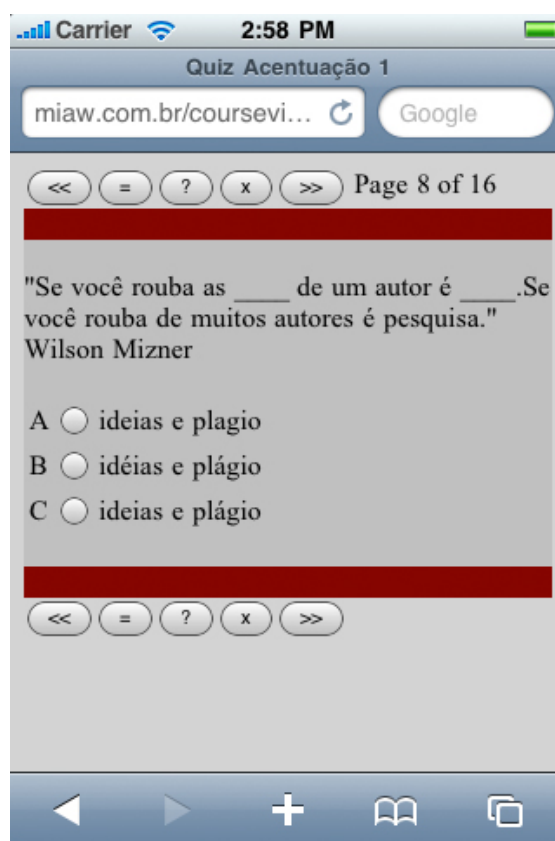 Carrier 2:58 PM
Quiz Acentuação 1
miaw.com.br/coursevi... Google
<< = ? x >> Page 8 of 16
"Se você rouba as ____ de um autor é ____.Se
você rouba de muitos autores é pesquisa."
Wilson Mizner
A ideias e plagio
B idéias e plágio
C ideias e plágio
<< = ? x >>